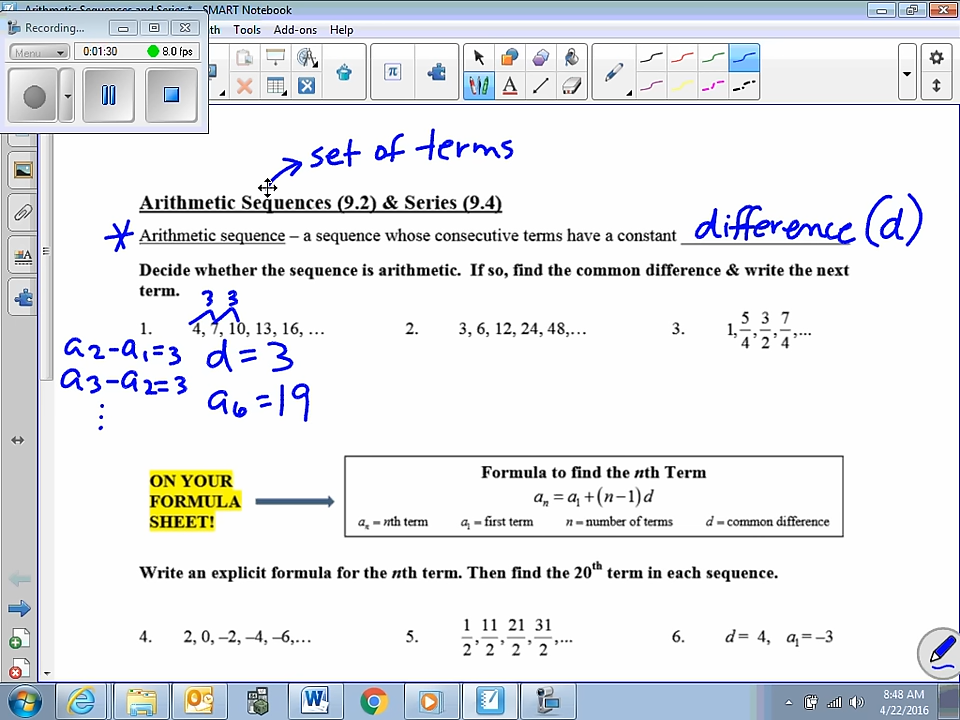 Arithmetic Sequences and Series * - SMART Notebook
Recording...
Tools Add-ons Help
Menu 0:01:30 8.0 fps
π
A
set of terms
Arithmetic Sequences (9.2) & Series (9.4)
* Arithmetic sequence – a sequence whose consecutive terms have a constant difference (d)
Decide whether the sequence is arithmetic. If so, find the common difference & write the next
term.
3 3
1. 4, 7, 10, 13, 16, … 2. 3, 6, 12, 24, 48,… 3. 1, 5/4, 3/2, 7/4,...
a₂-a₁=3 d=3
a₃-a₂=3 a₆=19
⋮
ON YOUR
FORMULA
SHEET!
Formula to find the nth Term
aₙ = a₁ + (n−1)d
aₙ = nth term a₁ = first term n = number of terms d = common difference
Write an explicit formula for the nth term. Then find the 20th term in each sequence.
4. 2, 0, –2, –4, –6,… 5. 1/2, 11/2, 21/2, 31/2,... 6. d = 4, a₁ = –3
8:48 AM
4/22/2016